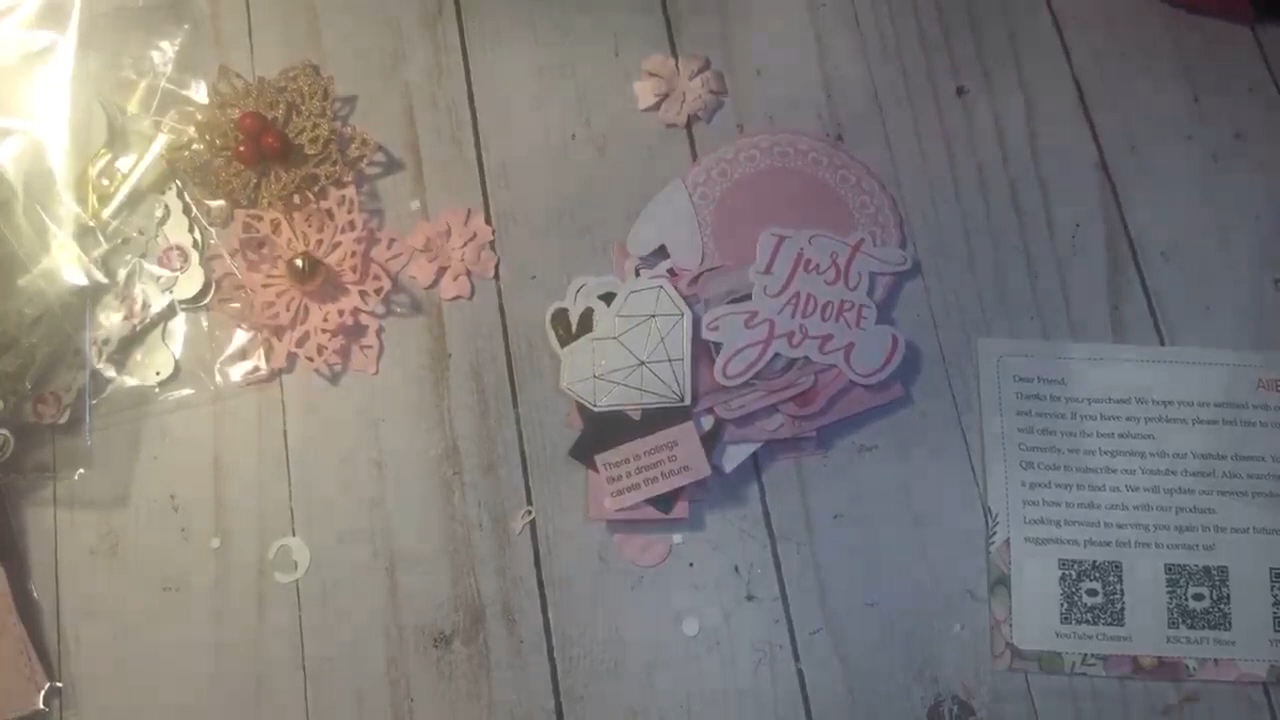 I just
ADORE
you
There is notings
like a dream to
carete the future.
Dear Friend,
Thanks for your purchase! We hope you are satisfied with
and service. If you have any problems, please feel free to
will offer you the best solution.
Currently, we are beginning with our Youtube channel.
QR Code to subscribe our Youtube channel. Also,
a good way to find us. We will update our newest
you how to make cards with our products.
Looking forward to serving you again in the near future
suggestions, please feel free to contact us!
YouTube Channel
KSCRAFT Store